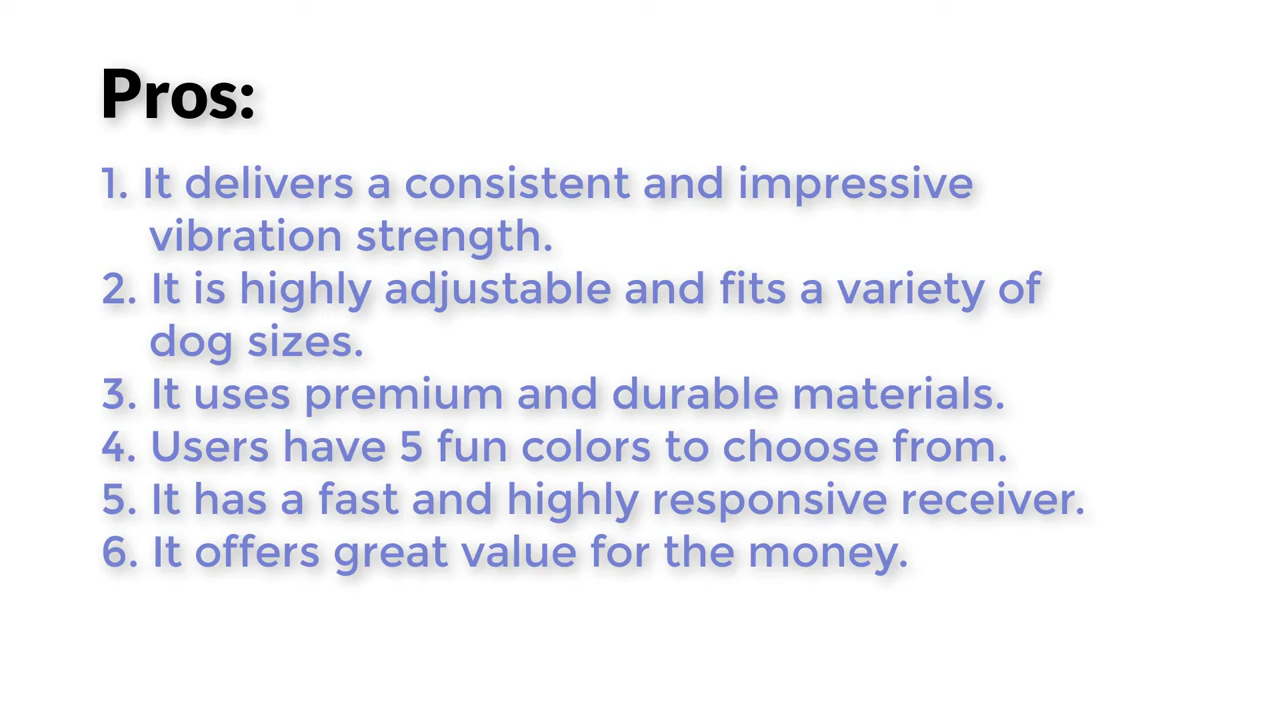 Pros:
1. It delivers a consistent and impressive
vibration strength.
2. It is highly adjustable and fits a variety of
dog sizes.
3. It uses premium and durable materials.
4. Users have 5 fun colors to choose from.
5. It has a fast and highly responsive receiver.
6. It offers great value for the money.